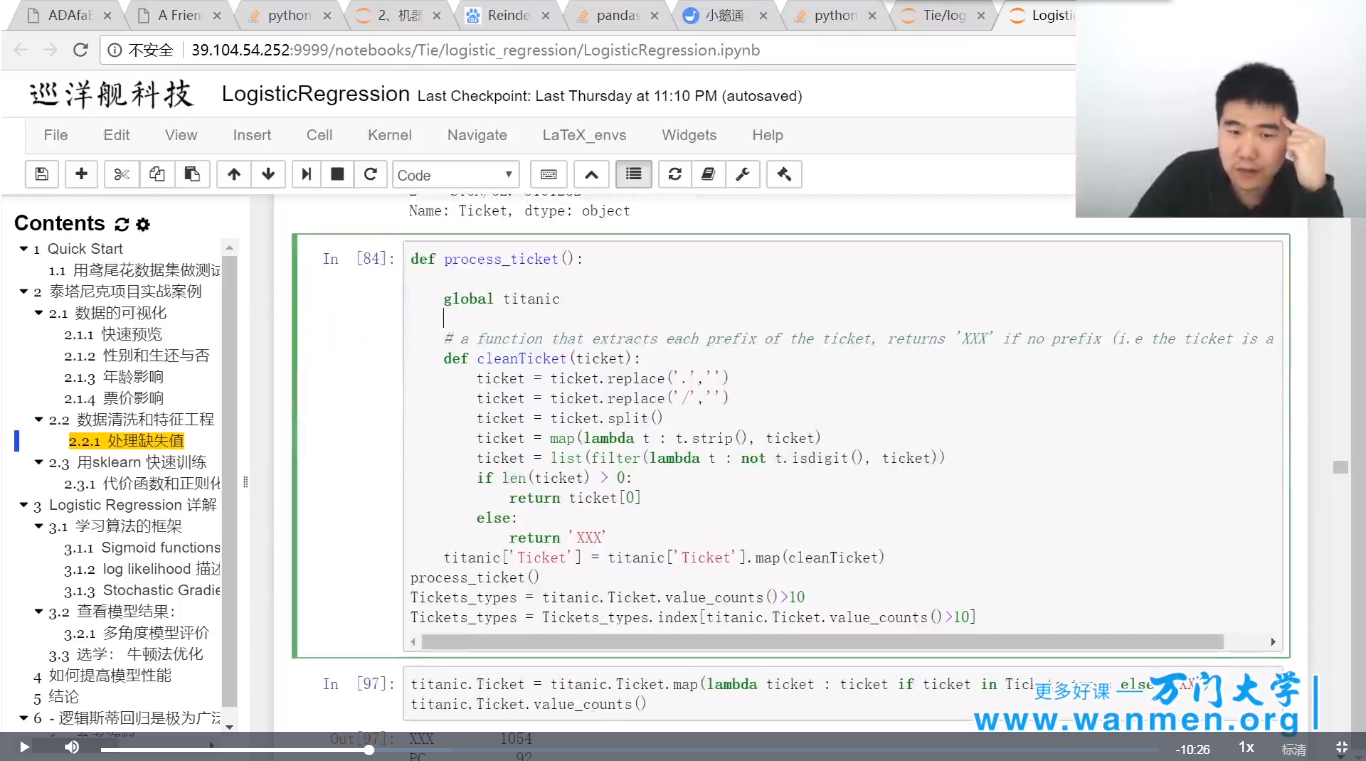 ADAfal
A Frien
python
2、机器
Reinde
pandas
小鹅通
python
Tie/log
Logistic
不安全 39.104.54.252:9999/notebooks/Tie/logistic_regression/LogisticRegression.ipynb
巡洋舰科技 LogisticRegression Last Checkpoint: Last Thursday at 11:10 PM (autosaved)
File Edit View Insert Cell Kernel Navigate LaTeX_envs Widgets Help
Code
Contents
1 Quick Start
1.1 用鸢尾花数据集做测试
2 泰塔尼克项目实战案例
2.1 数据的可视化
2.1.1 快速预览
2.1.2 性别和生还与否
2.1.3 年龄影响
2.1.4 票价影响
2.2 数据清洗和特征工程
2.2.1 处理缺失值
2.3 用sklearn 快速训练
2.3.1 代价函数和正则化
3 Logistic Regression 详解
3.1 学习算法的框架
3.1.1 Sigmoid functions
3.1.2 log likelihood 描述
3.1.3 Stochastic Gradie
3.2 查看模型结果：
3.2.1 多角度模型评价
3.3 选学： 牛顿法优化
4 如何提高模型性能
5 结论
6 - 逻辑斯蒂回归是极为广泛
Name: Ticket, dtype: object
In [84]: def process_ticket():
global titanic
# a function that extracts each prefix of the ticket, returns 'XXX' if no prefix (i.e the ticket is a
def cleanTicket(ticket):
ticket = ticket.replace('.','')
ticket = ticket.replace('/','')
ticket = ticket.split()
ticket = map(lambda t : t.strip(), ticket)
ticket = list(filter(lambda t : not t.isdigit(), ticket))
if len(ticket) > 0:
return ticket[0]
else:
return 'XXX'
titanic['Ticket'] = titanic['Ticket'].map(cleanTicket)
process_ticket()
Tickets_types = titanic.Ticket.value_counts()>10
Tickets_types = Tickets_types.index[titanic.Ticket.value_counts()>10]
In [97]: titanic.Ticket = titanic.Ticket.map(lambda ticket : ticket if ticket in Tick else
titanic.Ticket.value_counts()
Out[97]: XXX 1054
PC 92
更多好课 — 万门大学
www.wanmen.org
-10:26 1x 标清